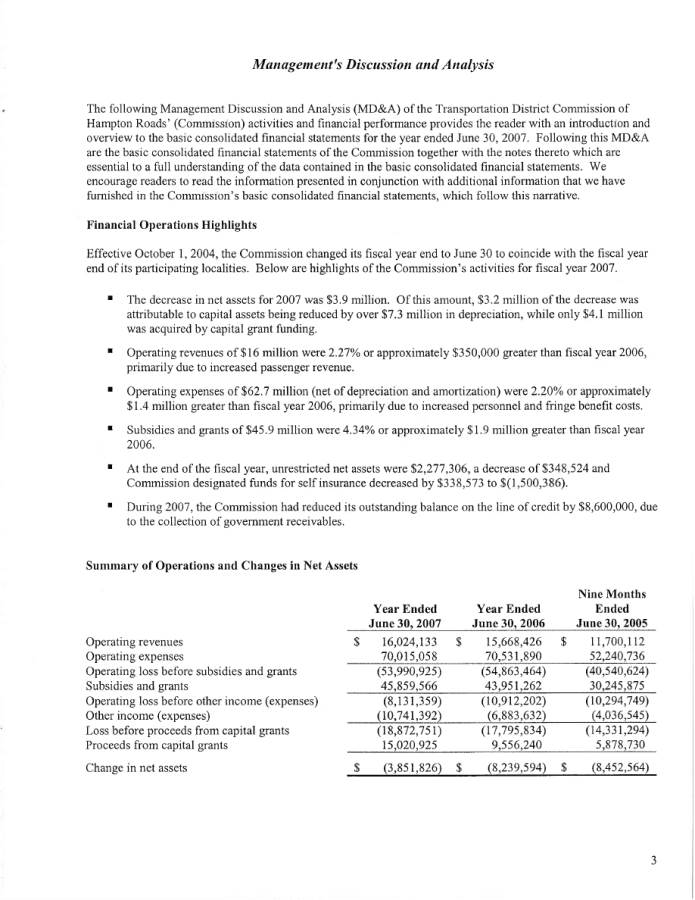 Management's Discussion and Analysis
The following Management Discussion and Analysis (MD&A) of the Transportation District Commission of
Hampton Roads' (Commission) activities and financial performance provides the reader with an introduction and
overview to the basic consolidated financial statements for the year ended June 30, 2007. Following this MD&A
are the basic consolidated financial statements of the Commission together with the notes thereto which are
essential to a full understanding of the data contained in the basic consolidated financial statements. We
encourage readers to read the information presented in conjunction with additional information that we have
furnished in the Commission's basic consolidated financial statements, which follow this narrative.
Financial Operations Highlights
Effective October 1, 2004, the Commission changed its fiscal year end to June 30 to coincide with the fiscal year
end of its participating localities. Below are highlights of the Commission's activities for fiscal year 2007.
▪ The decrease in net assets for 2007 was $3.9 million. Of this amount, $3.2 million of the decrease was
attributable to capital assets being reduced by over $7.3 million in depreciation, while only $4.1 million
was acquired by capital grant funding.
▪ Operating revenues of $16 million were 2.27% or approximately $350,000 greater than fiscal year 2006,
primarily due to increased passenger revenue.
▪ Operating expenses of $62.7 million (net of depreciation and amortization) were 2.20% or approximately
$1.4 million greater than fiscal year 2006, primarily due to increased personnel and fringe benefit costs.
▪ Subsidies and grants of $45.9 million were 4.34% or approximately $1.9 million greater than fiscal year
2006.
▪ At the end of the fiscal year, unrestricted net assets were $2,277,306, a decrease of $348,524 and
Commission designated funds for self insurance decreased by $338,573 to $(1,500,386).
▪ During 2007, the Commission had reduced its outstanding balance on the line of credit by $8,600,000, due
to the collection of government receivables.
Summary of Operations and Changes in Net Assets
Nine Months
Year Ended Year Ended Ended
June 30, 2007 June 30, 2006 June 30, 2005
Operating revenues $ 16,024,133 $ 15,668,426 $ 11,700,112
Operating expenses 70,015,058 70,531,890 52,240,736
Operating loss before subsidies and grants (53,990,925) (54,863,464) (40,540,624)
Subsidies and grants 45,859,566 43,951,262 30,245,875
Operating loss before other income (expenses) (8,131,359) (10,912,202) (10,294,749)
Other income (expenses) (10,741,392) (6,883,632) (4,036,545)
Loss before proceeds from capital grants (18,872,751) (17,795,834) (14,331,294)
Proceeds from capital grants 15,020,925 9,556,240 5,878,730
Change in net assets $ (3,851,826) $ (8,239,594) $ (8,452,564)
3